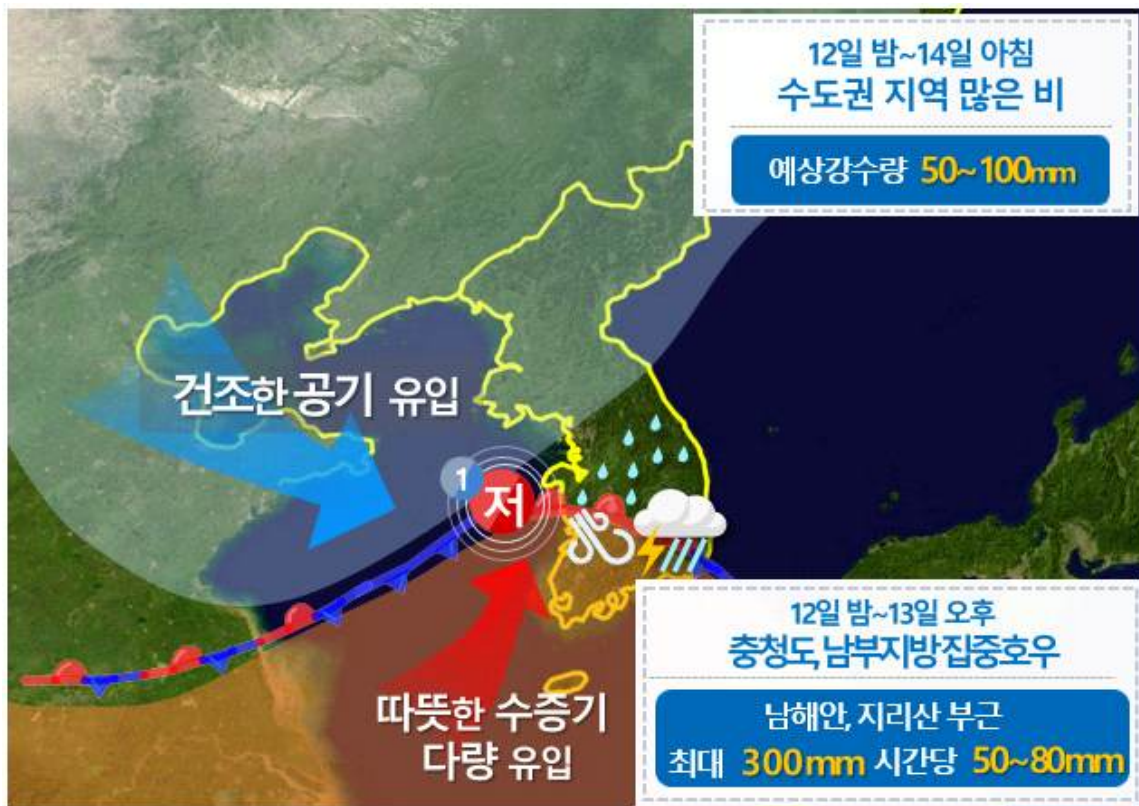 12일 밤~14일 아침
수도권 지역 많은 비
예상강수량 50~100mm
건조한 공기 유입
1
저
따뜻한 수증기
다량 유입
12일 밤~13일 오후
충청도,남부지방 집중호우
남해안, 지리산 부근
최대 300mm 시간당 50~80mm